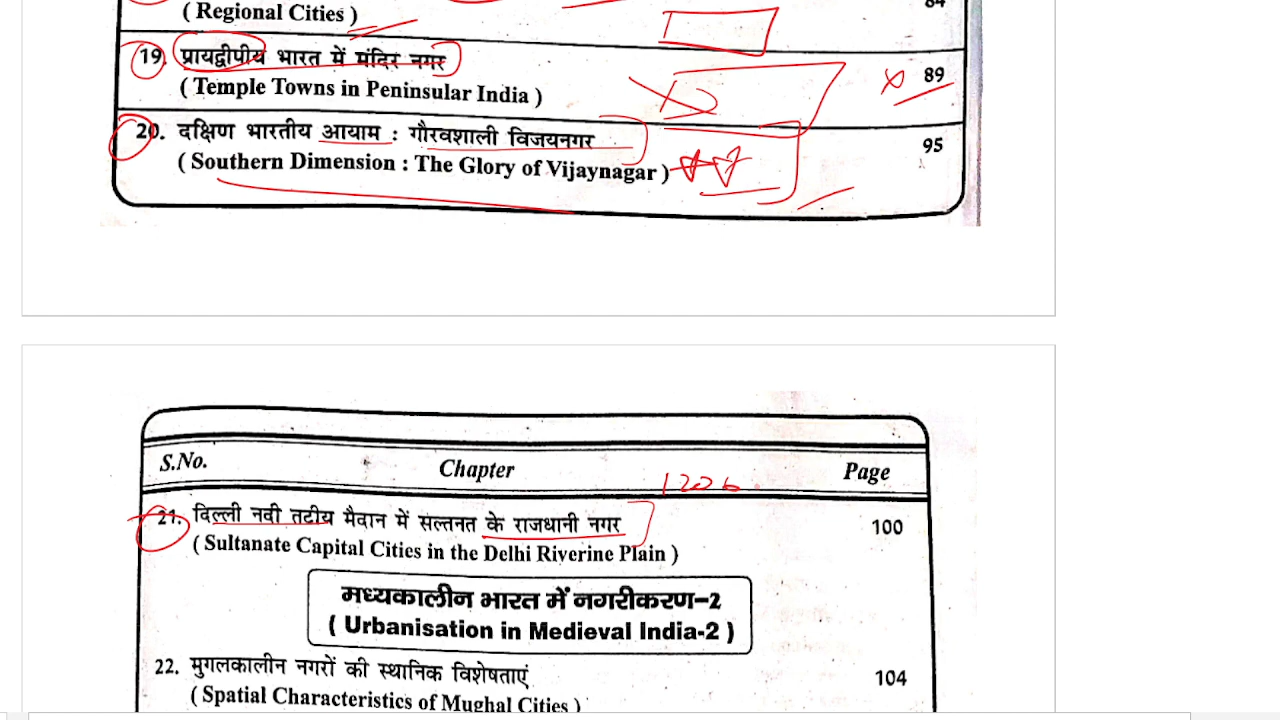 ( Regional Cities )
84
19. प्रायद्वीपीय भारत में मंदिर नगर
( Temple Towns in Peninsular India )
89
20. दक्षिण भारतीय आयाम : गौरवशाली विजयनगर
( Southern Dimension : The Glory of Vijaynagar )
95
S.No. Chapter Page
1206
21. दिल्ली नदी तटीय मैदान में सल्तनत के राजधानी नगर
( Sultanate Capital Cities in the Delhi Riverine Plain )
100
मध्यकालीन भारत में नगरीकरण-2
( Urbanisation in Medieval India-2 )
22. मुगलकालीन नगरों की स्थानिक विशेषताएं
( Spatial Characteristics of Mughal Cities )
104